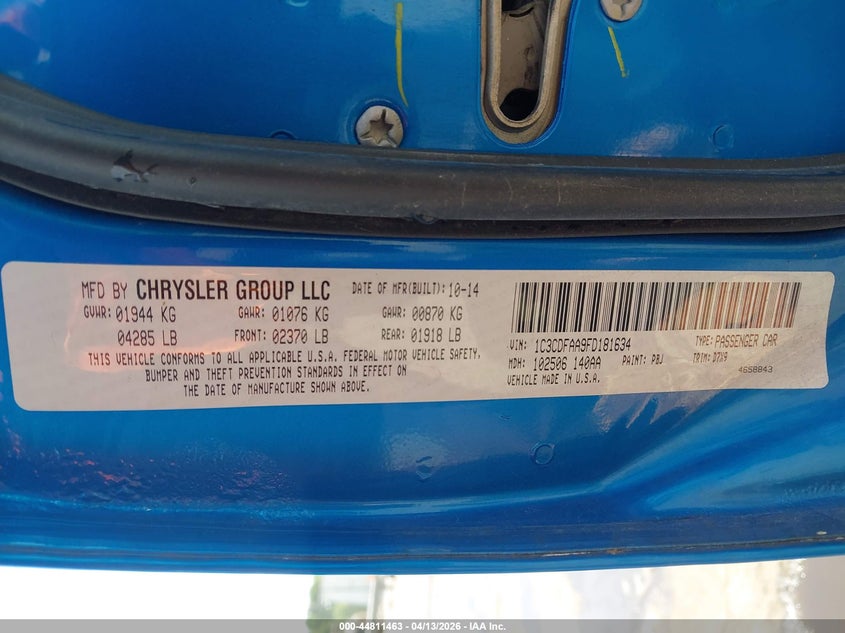 MFD BY CHRYSLER GROUP LLC DATE OF MFR(BUILT): 10-14
GVWR: 01944 KG GAWR: 01076 KG GAWR: 00870 KG
04285 LB FRONT: 02370 LB REAR: 01918 LB
THIS VEHICLE CONFORMS TO ALL APPLICABLE U.S.A. FEDERAL MOTOR VEHICLE SAFETY,
BUMPER AND THEFT PREVENTION STANDARDS IN EFFECT ON
THE DATE OF MANUFACTURE SHOWN ABOVE.
VIN: 1C3CDFAA9FD181634 TYPE: PASSENGER CAR
MDH: 102506 140AA PAINT: PBJ TRIM: D7X9
VEHICLE MADE IN U.S.A. 4658843
000-44811463 - 04/13/2026 - IAA Inc.